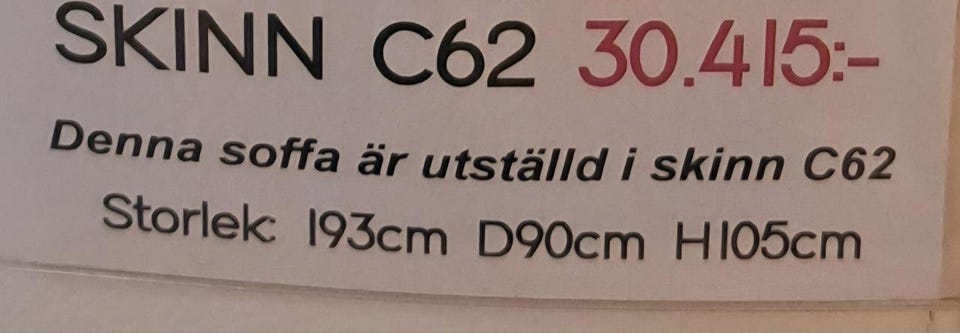 SKINN C62 30.415:-
Denna soffa är utställd i skinn C62
Storlek: 193cm D90cm H105cm